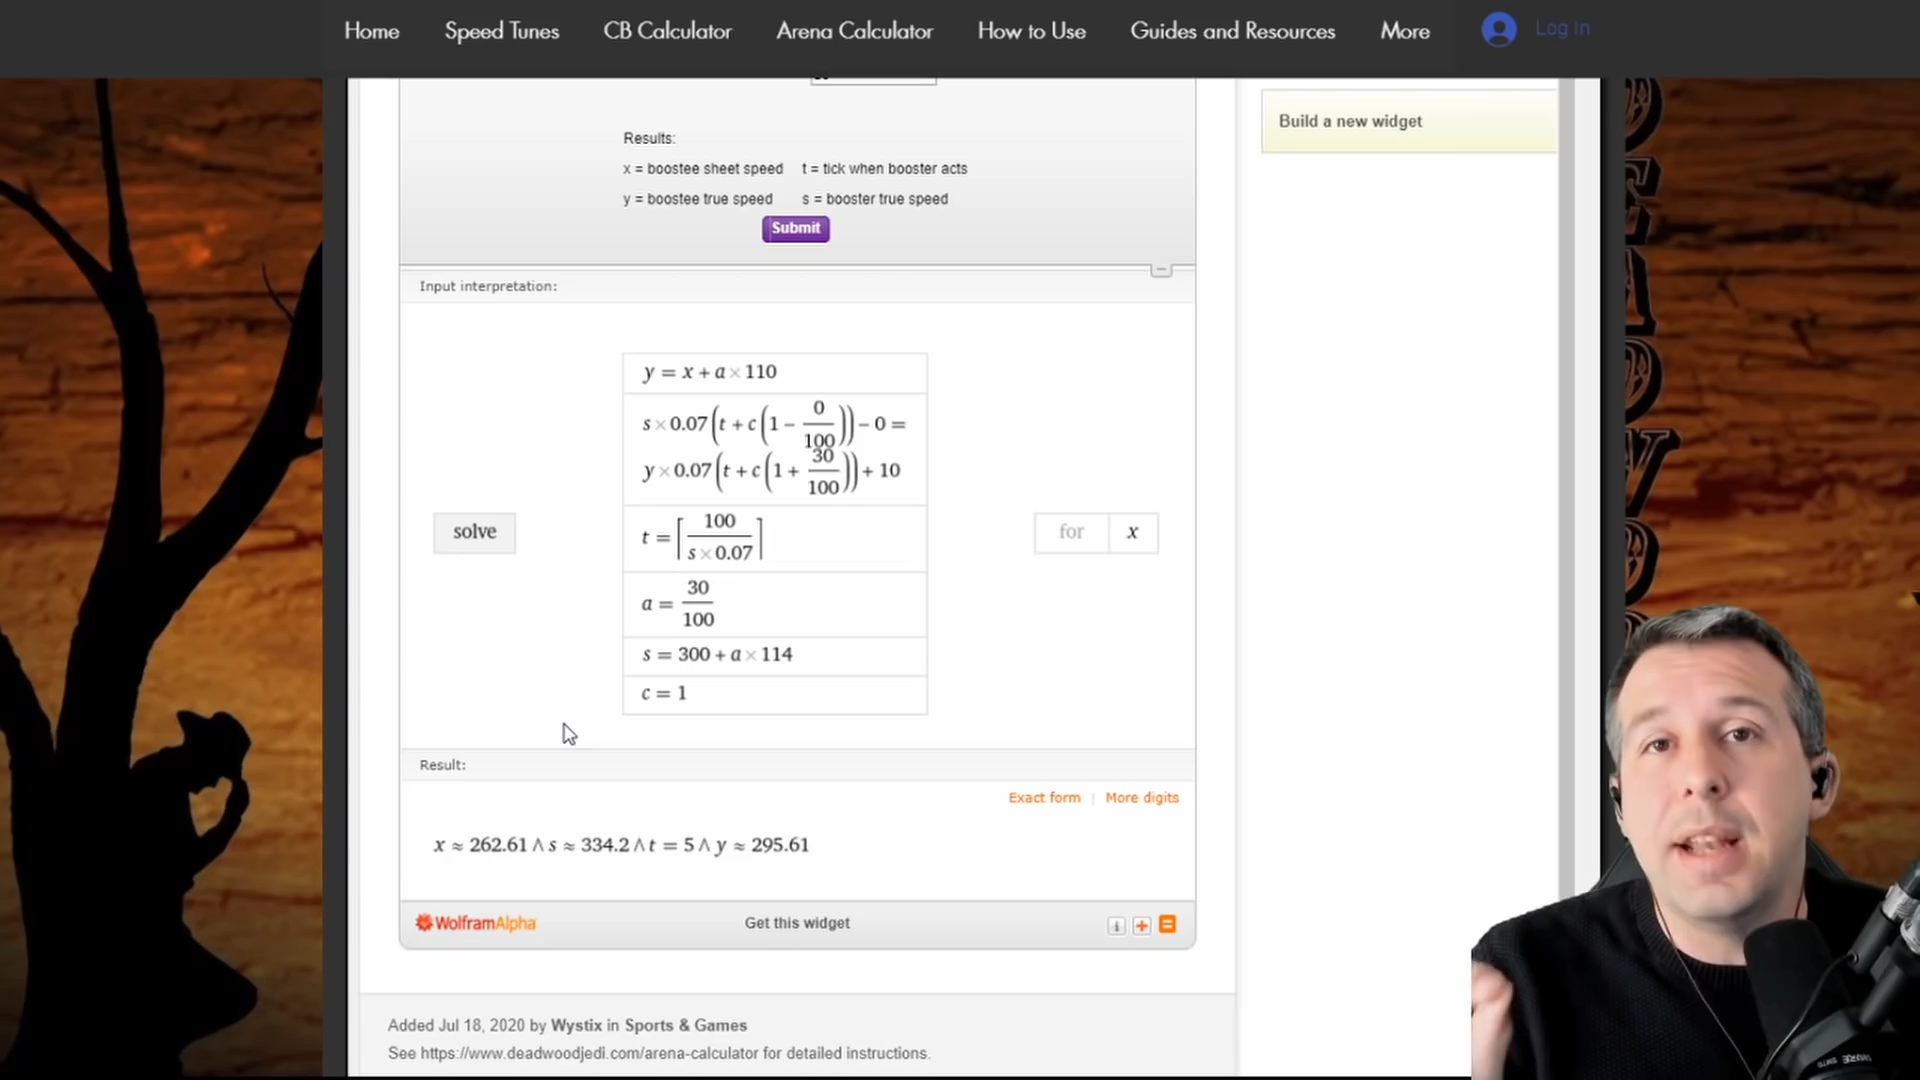 Home Speed Tunes CB Calculator Arena Calculator How to Use Guides and Resources More Log In
Build a new widget
Results:
x = boostee sheet speed t = tick when booster acts
y = boostee true speed s = booster true speed
Submit
Input interpretation:
solve
y = x + a × 110
s × 0.07 (t + c (1 − 0/100)) − 0 =
y × 0.07 (t + c (1 + 30/100)) + 10
t = ⌈100/(s × 0.07)⌉
a = 30/100
s = 300 + a × 114
c = 1
for x
Result:
Exact form | More digits
x ≈ 262.61 ∧ s ≈ 334.2 ∧ t = 5 ∧ y ≈ 295.61
WolframAlpha Get this widget
Added Jul 18, 2020 by Wystix in Sports & Games
See https://www.deadwoodjedi.com/arena-calculator for detailed instructions.